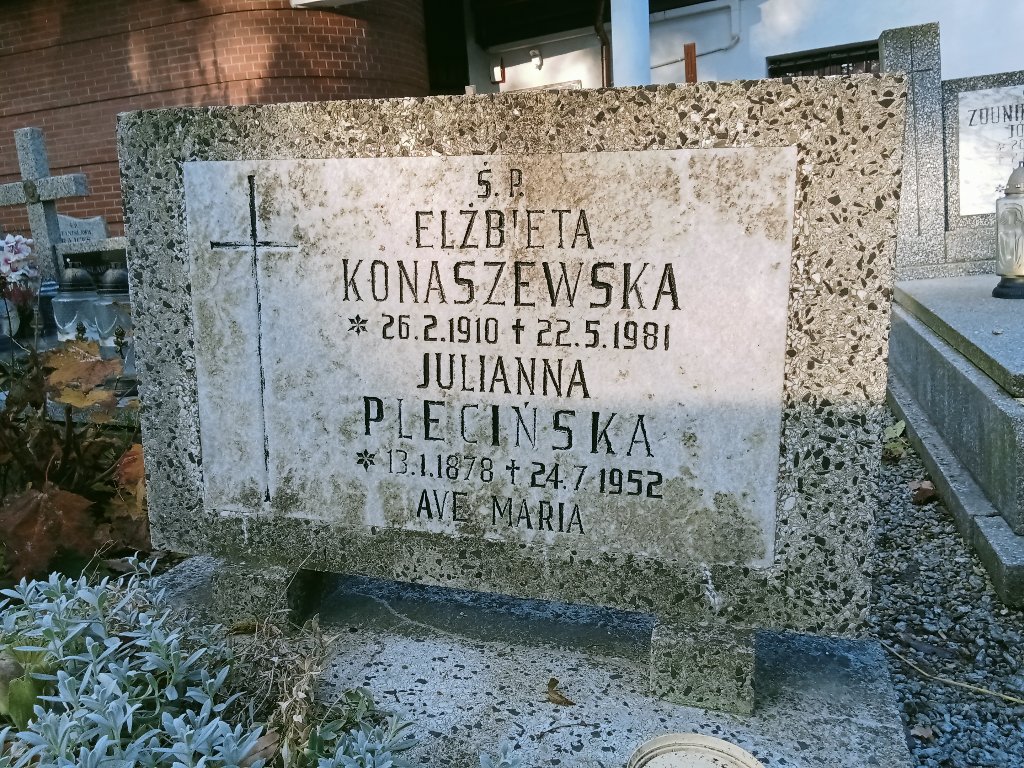 Ś. P.
ELŻBIETA
KONASZEWSKA
* 26.2.1910 † 22.5.1981
JULIANNA
PLECIŃSKA
* 13.1.1878 † 24.7 1952
AVE MARIA